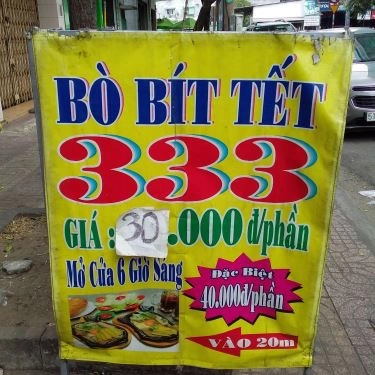 BÒ BÍT TẾT
333
GIÁ : 30.000 đ/phần
Mở Cửa 6 Giờ Sáng
Đặc Biệt
40.000đ/phần
VÀO 20m